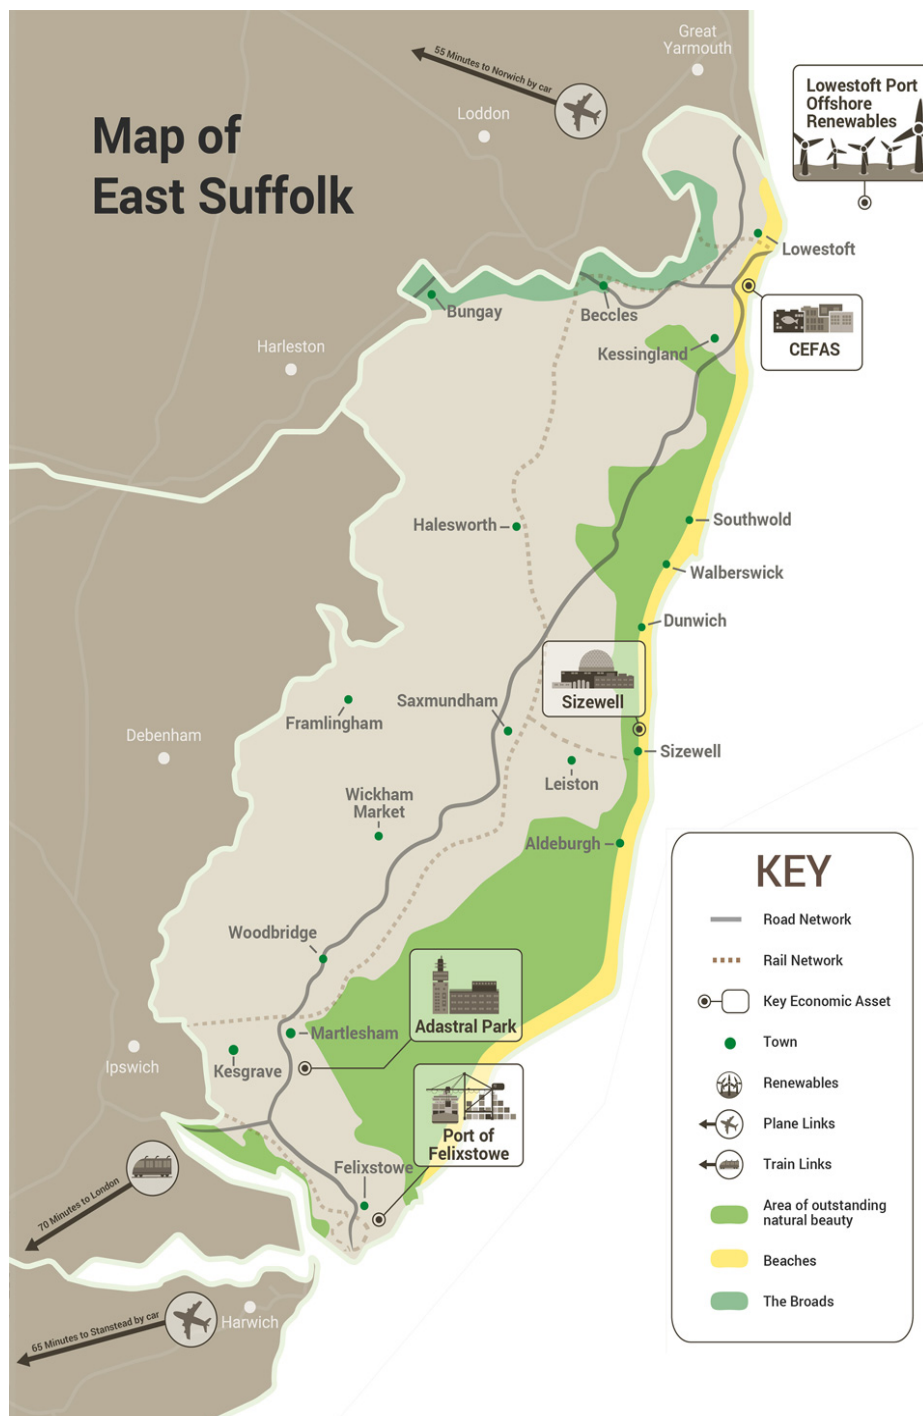 Map of
East Suffolk
55 Minutes to Norwich by car
Great
Yarmouth
Loddon
Lowestoft Port
Offshore
Renewables
Lowestoft
Bungay
Beccles
CEFAS
Kessingland
Harleston
Halesworth
Southwold
Walberswick
Dunwich
Sizewell
Saxmundham
Framlingham
Debenham
Sizewell
Leiston
Wickham
Market
Aldeburgh
Woodbridge
Adastral Park
Martlesham
Kesgrave
Ipswich
Port of
Felixstowe
Felixstowe
70 Minutes to London
65 Minutes to Stanstead by car
Harwich
KEY
Road Network
Rail Network
Key Economic Asset
Town
Renewables
Plane Links
Train Links
Area of outstanding
natural beauty
Beaches
The Broads